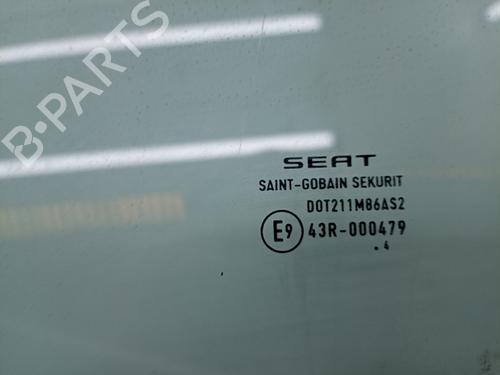 B-PARTS
SEAT
SAINT-GOBAIN SEKURIT
DOT211M86AS2
E9 43R-000479
.4